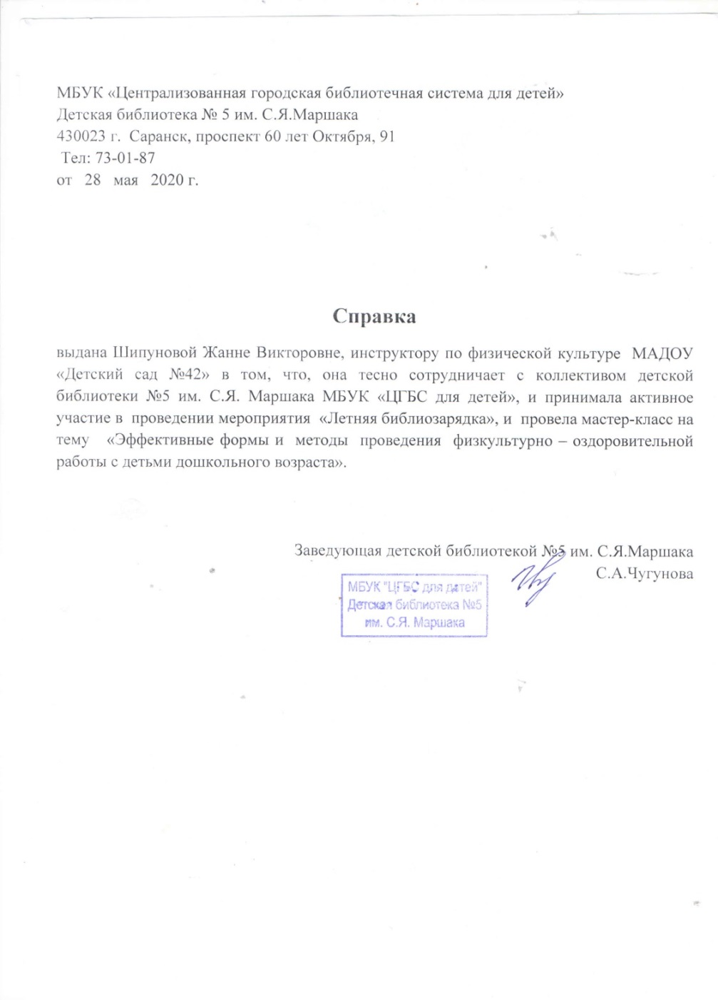 МБУК «Централизованная городская библиотечная система для детей»
Детская библиотека № 5 им. С.Я.Маршака
430023 г. Саранск, проспект 60 лет Октября, 91
Тел: 73-01-87
от 28 мая 2020 г.
Справка
выдана Шипуновой Жанне Викторовне, инструктору по физической культуре МАДОУ
«Детский сад №42» в том, что, она тесно сотрудничает с коллективом детской
библиотеки №5 им. С.Я. Маршака МБУК «ЦГБС для детей», и принимала активное
участие в проведении мероприятия «Летняя библиозарядка», и провела мастер-класс на
тему «Эффективные формы и методы проведения физкультурно – оздоровительной
работы с детьми дошкольного возраста».
Заведующая детской библиотекой №5 им. С.Я.Маршака
С.А.Чугунова
МБУК "ЦГБС для детей"
Детская библиотека №5
им. С.Я. Маршака